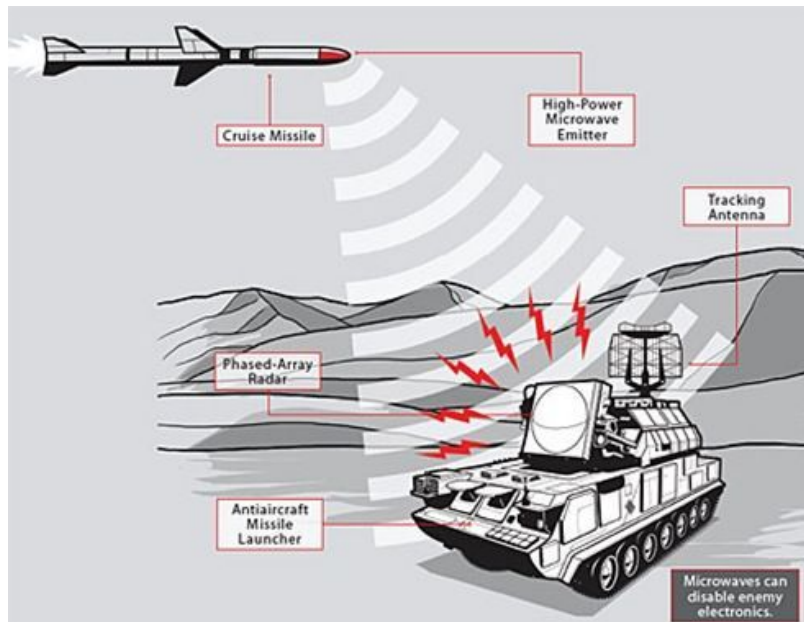 Cruise Missile
High-Power
Microwave
Emitter
Tracking
Antenna
Phased-Array
Radar
Antiaircraft
Missile
Launcher
Microwaves can
disable enemy
electronics.